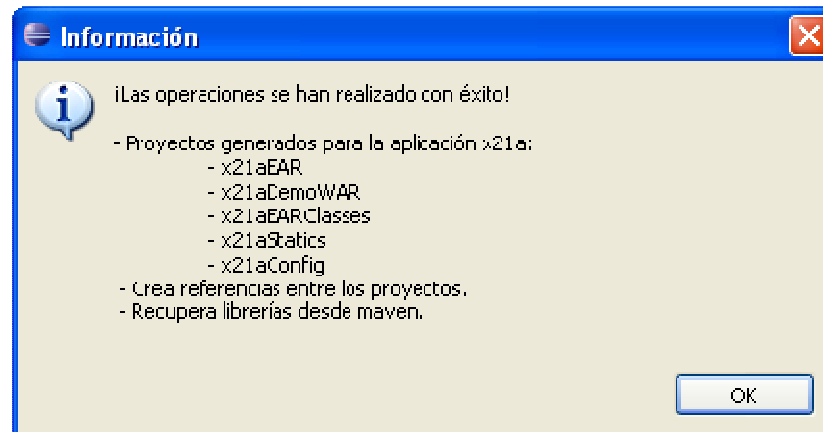 Información
¡Las operaciones se han realizado con éxito!
- Proyectos generados para la aplicación x21a:
- x21aEAR
- x21aDemoWAR
- x21aEARClasses
- x21aStatics
- x21aConfig
- Crea referencias entre los proyectos.
- Recupera librerías desde maven.
OK